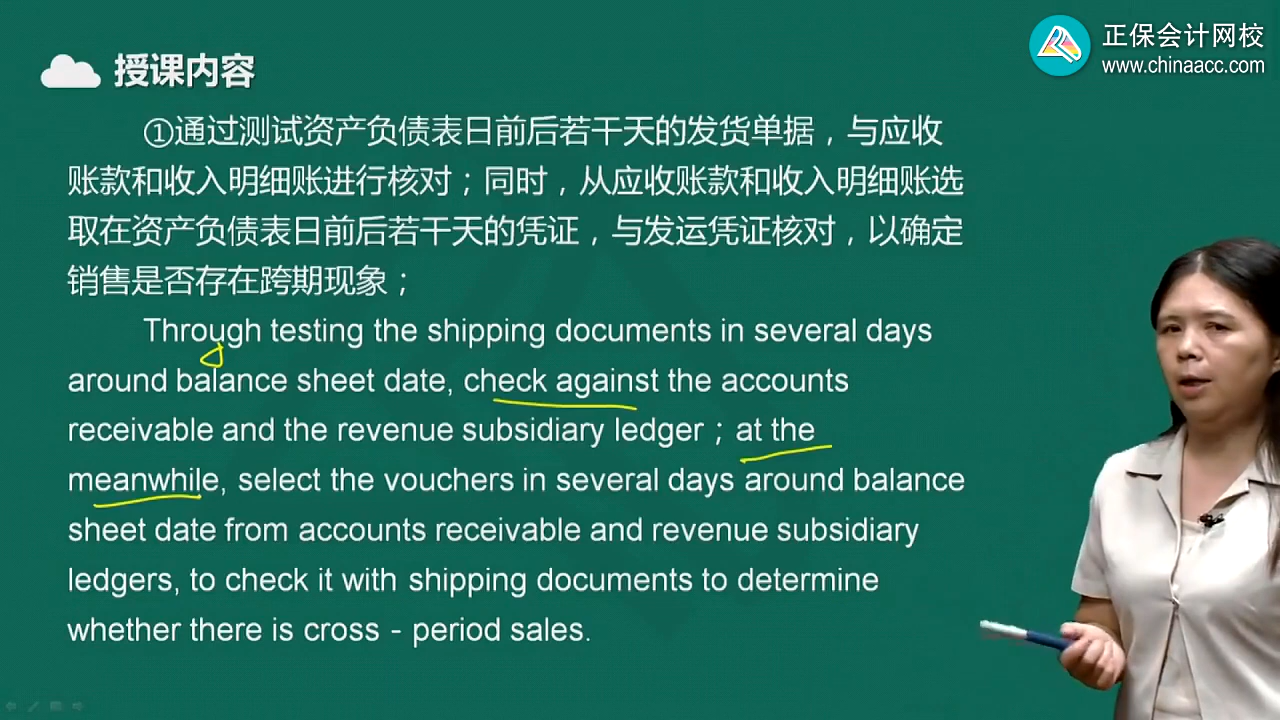 正保会计网校
www.chinaacc.com
授课内容
①通过测试资产负债表日前后若干天的发货单据，与应收
账款和收入明细账进行核对；同时，从应收账款和收入明细账选
取在资产负债表日前后若干天的凭证，与发运凭证核对，以确定
销售是否存在跨期现象；
Through testing the shipping documents in several days
around balance sheet date, check against the accounts
receivable and the revenue subsidiary ledger；at the
meanwhile, select the vouchers in several days around balance
sheet date from accounts receivable and revenue subsidiary
ledgers, to check it with shipping documents to determine
whether there is cross - period sales.